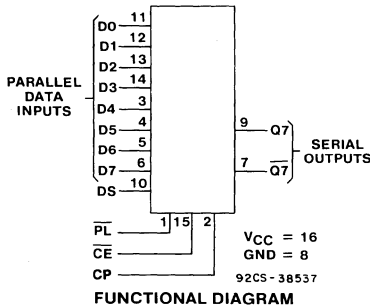 D0 11
D1 12
D2 13
D3 14
D4 3
D5 4
D6 5
D7 6
DS 10
PARALLEL
DATA
INPUTS
9 Q7
7 Q7̅
SERIAL
OUTPUTS
1 15 2
P̅L̅
C̅E̅
CP
VCC = 16
GND = 8
92CS-38537
FUNCTIONAL DIAGRAM